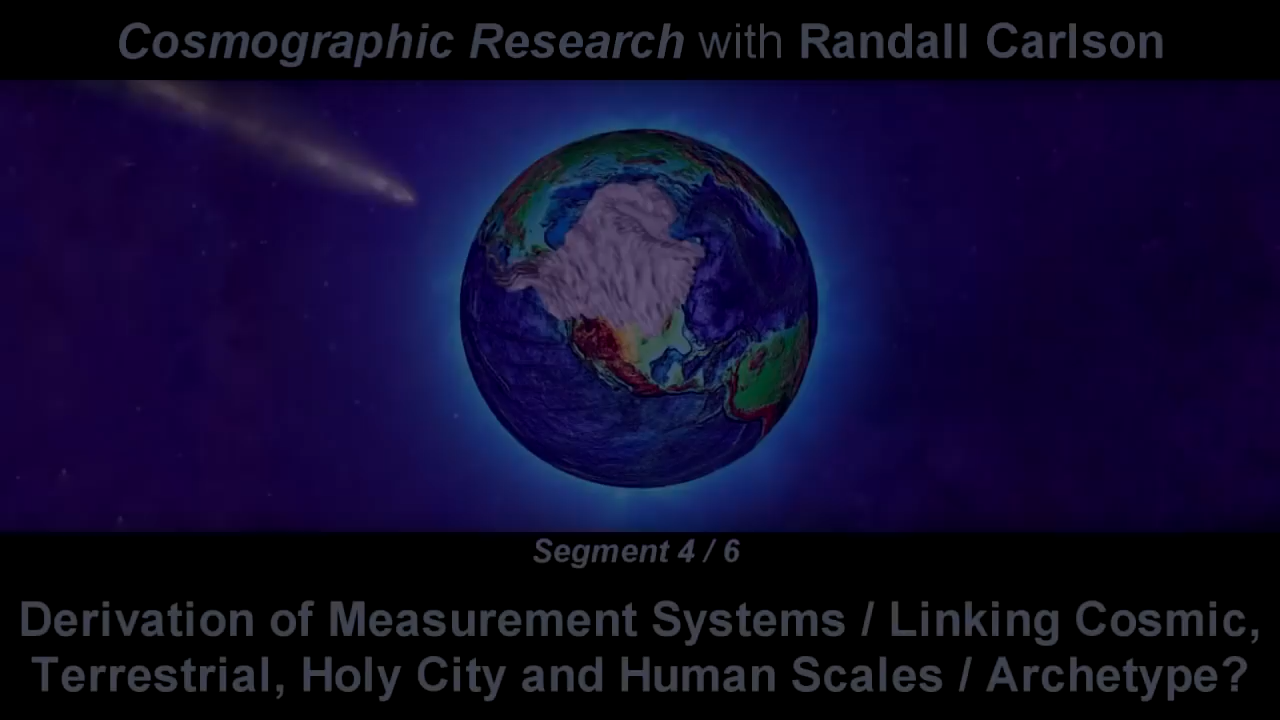 Cosmographic Research with Randall Carlson
Segment 4 / 6
Derivation of Measurement Systems / Linking Cosmic,
Terrestrial, Holy City and Human Scales / Archetype?